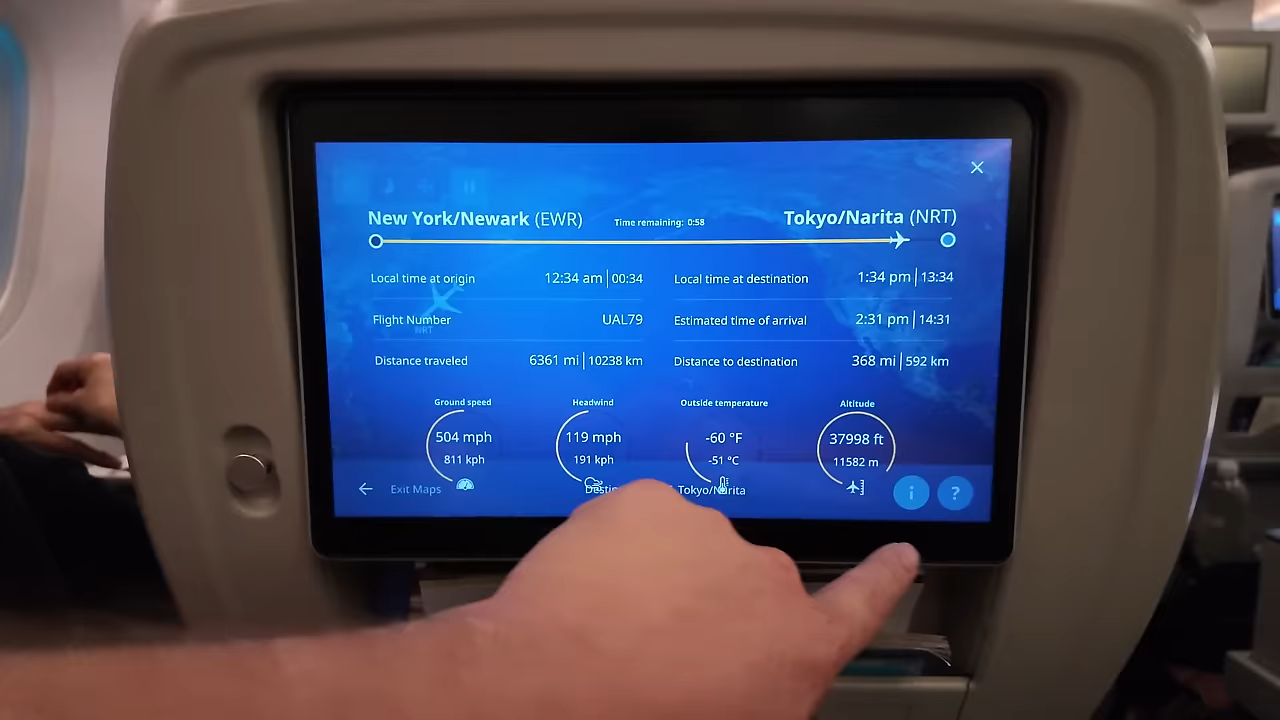 New York/Newark (EWR) Time remaining: 0:58 Tokyo/Narita (NRT)
Local time at origin 12:34 am | 00:34 Local time at destination 1:34 pm | 13:34
Flight Number UAL79 Estimated time of arrival 2:31 pm | 14:31
NRT
Distance traveled 6361 mi | 10238 km Distance to destination 368 mi | 592 km
Ground speed Headwind Outside temperature Altitude
504 mph 119 mph -60 °F 37998 ft
811 kph 191 kph -51 °C 11582 m
Exit Maps Tokyo/Narita i ?